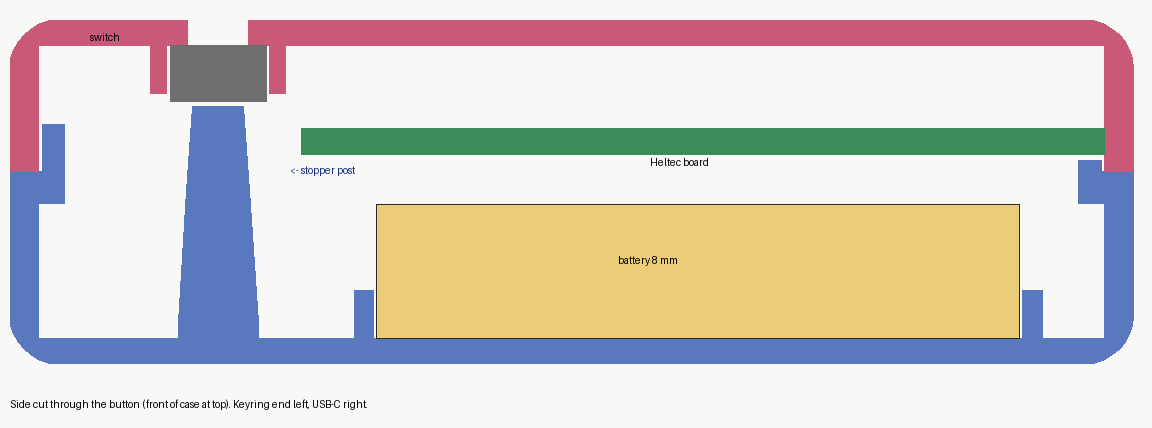 switch
Heltec board
<- stopper post
battery 8 mm
Side cut through the button (front of case at top). Keyring end left, USB-C right.